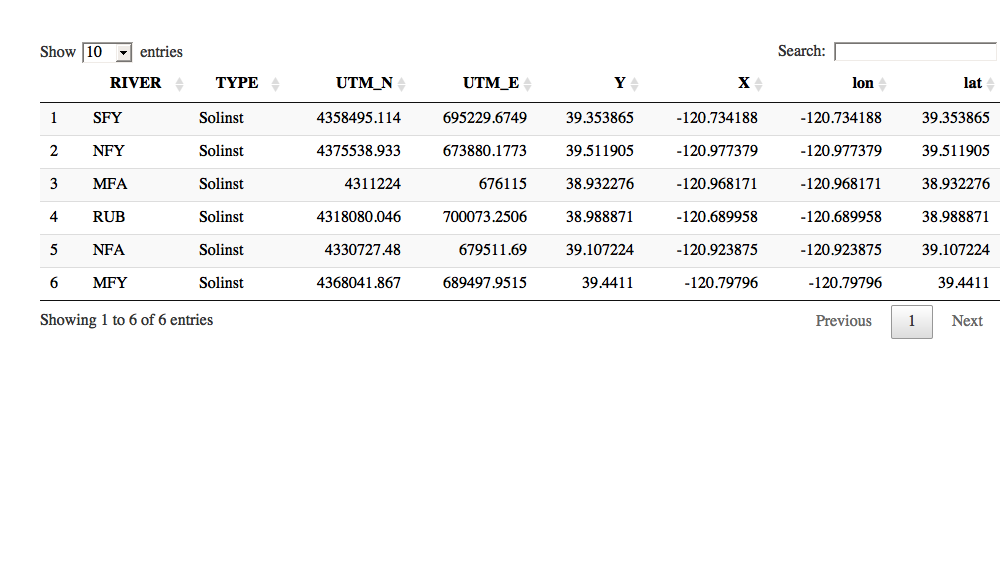 Show 10 entries Search:
RIVER TYPE UTM_N UTM_E Y X lon lat
1 SFY Solinst 4358495.114 695229.6749 39.353865 -120.734188 -120.734188 39.353865
2 NFY Solinst 4375538.933 673880.1773 39.511905 -120.977379 -120.977379 39.511905
3 MFA Solinst 4311224 676115 38.932276 -120.968171 -120.968171 38.932276
4 RUB Solinst 4318080.046 700073.2506 38.988871 -120.689958 -120.689958 38.988871
5 NFA Solinst 4330727.48 679511.69 39.107224 -120.923875 -120.923875 39.107224
6 MFY Solinst 4368041.867 689497.9515 39.4411 -120.79796 -120.79796 39.4411
Showing 1 to 6 of 6 entries Previous 1 Next